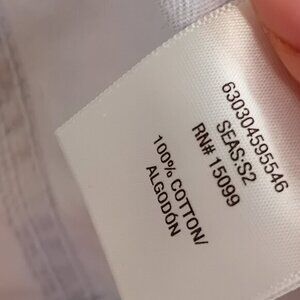 630304595546
SEAS:S2
RN# 15099
100% COTTON/
ALGODÓN